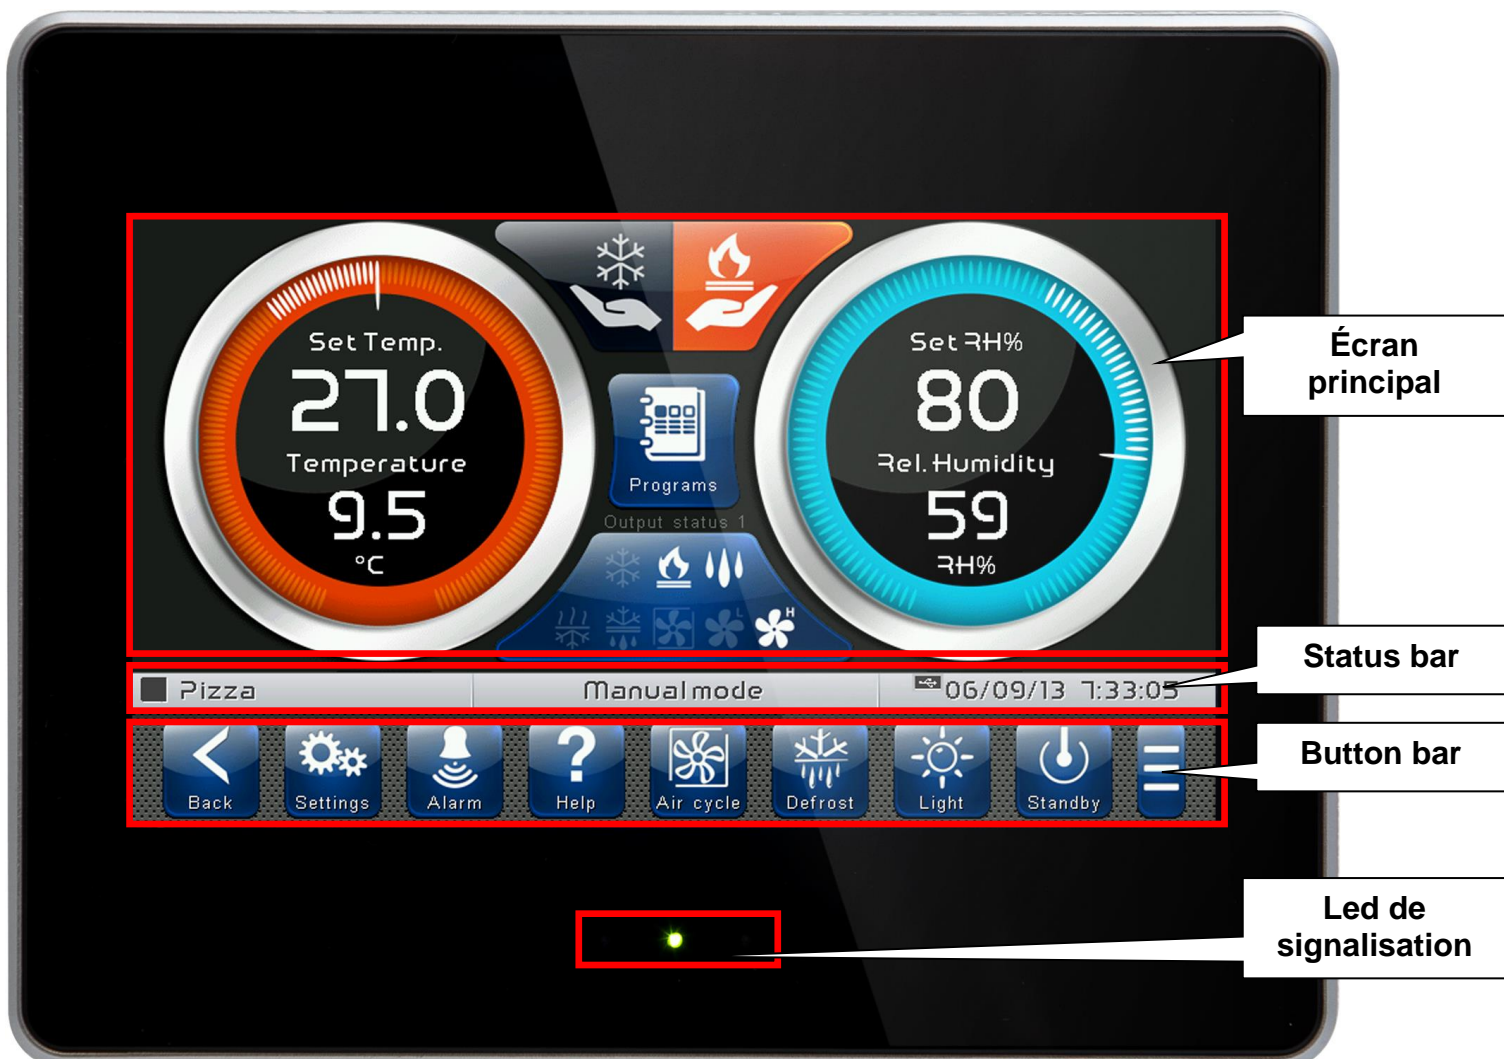 Set Temp.
27.0
Temperature
9.5
°C
Programs
Output status 1
L
H
Set RH%
80
Rel. Humidity
59
RH%
Écran
principal
Pizza
Manual mode
06/09/13 7:33:05
Status bar
Back
Settings
Alarm
Help
Air cycle
Defrost
Light
Standby
Button bar
Led de
signalisation